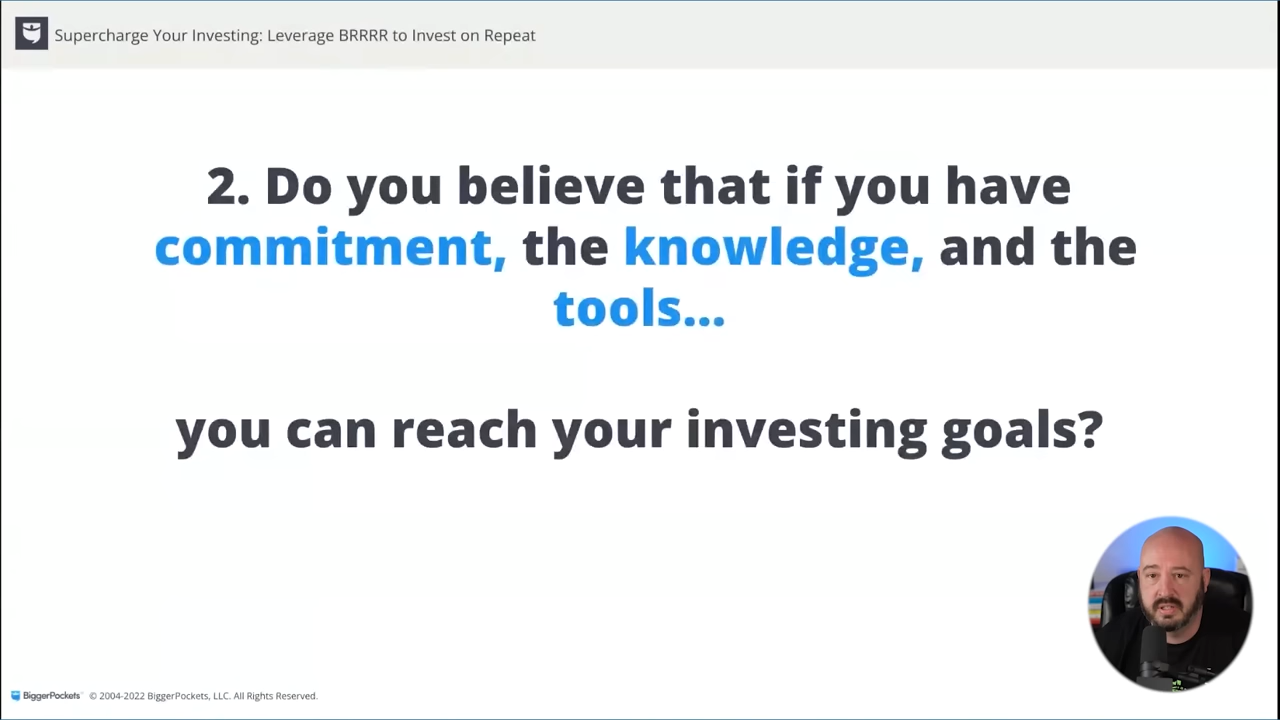 Supercharge Your Investing: Leverage BRRRR to Invest on Repeat
2. Do you believe that if you have
commitment, the knowledge, and the
tools...
you can reach your investing goals?
BiggerPockets © 2004-2022 BiggerPockets, LLC. All Rights Reserved.